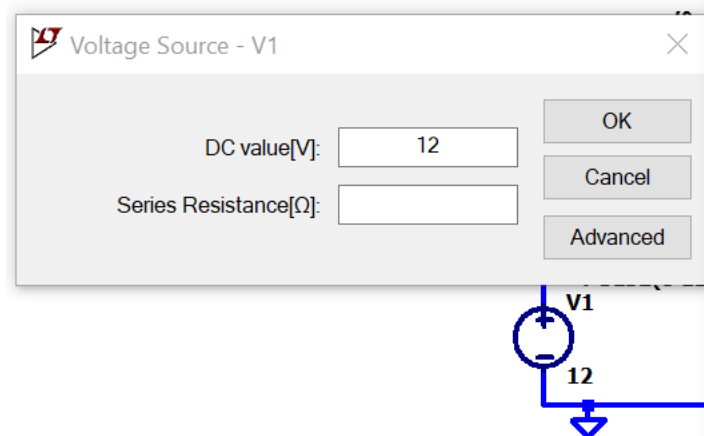 Voltage Source - V1
DC value[V]:
12
OK
Series Resistance[Ω]:
Cancel
Advanced
V1
12